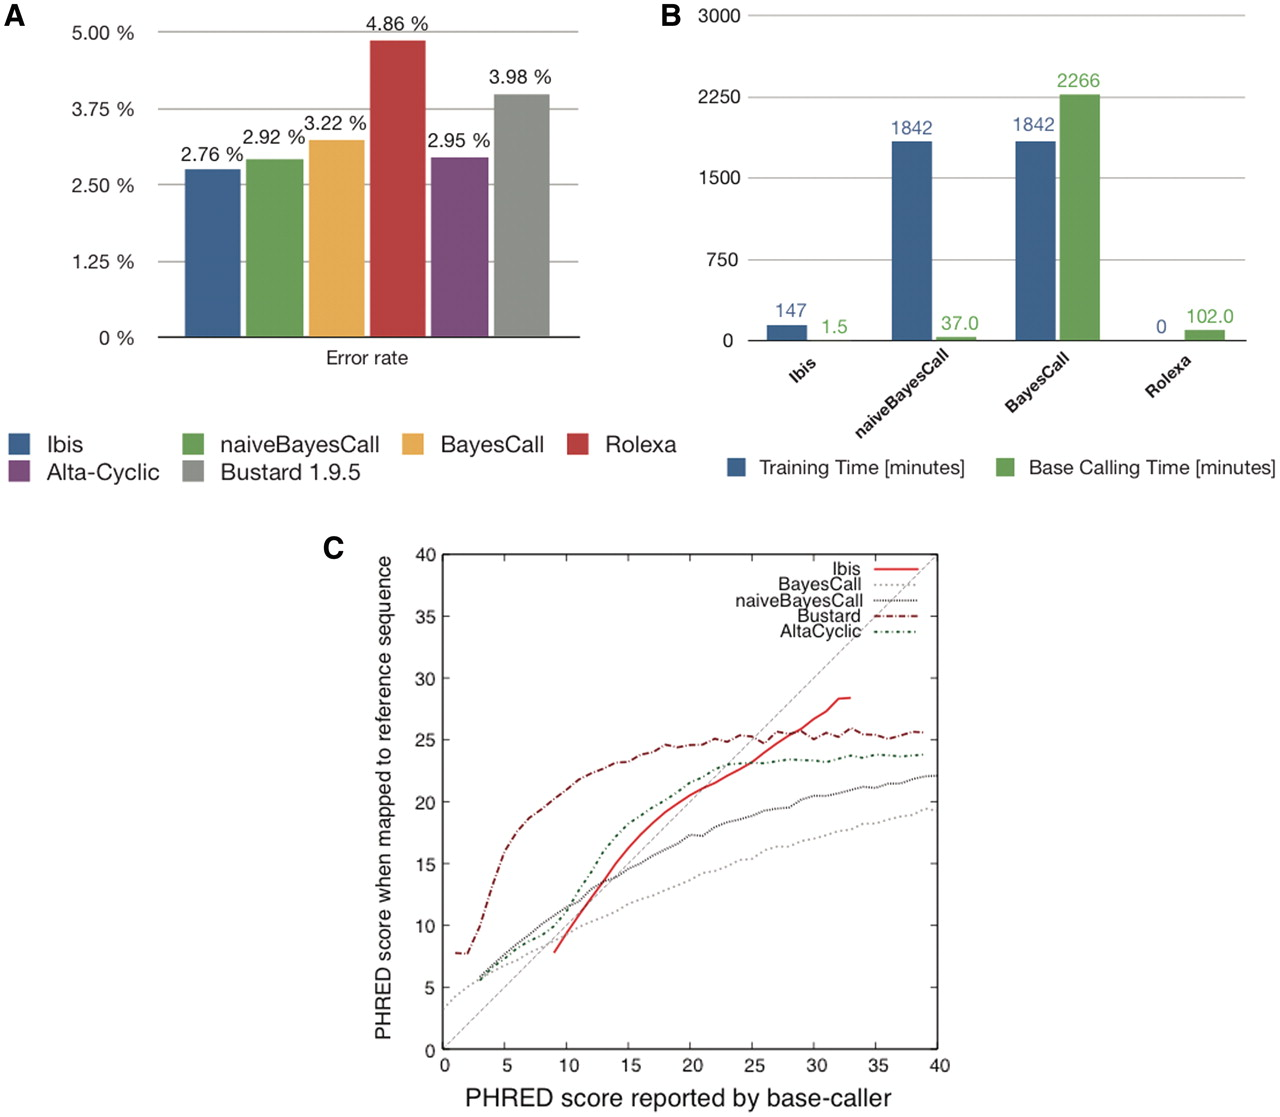 A
5.00 %
3.75 %
2.50 %
1.25 %
0 %
2.76 %
2.92 %
3.22 %
4.86 %
2.95 %
3.98 %
Error rate
Ibis
naiveBayesCall
BayesCall
Rolexa
Alta-Cyclic
Bustard 1.9.5
B
3000
2250
1500
750
0
147
1.5
1842
37.0
1842
2266
0
102.0
Ibis
naiveBayesCall
BayesCall
Rolexa
Training Time [minutes]
Base Calling Time [minutes]
C
PHRED score when mapped to reference sequence
40
35
30
25
20
15
10
5
0
Ibis
BayesCall
naiveBayesCall
Bustard
AltaCyclic
0 5 10 15 20 25 30 35 40
PHRED score reported by base-caller